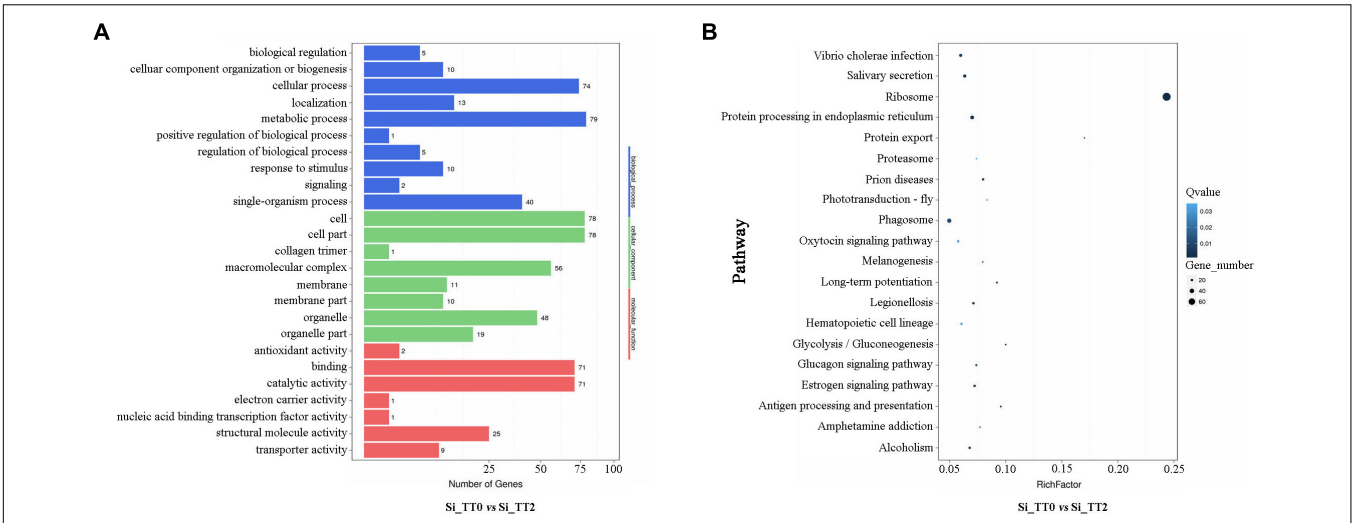 A
biological regulation 5
celluar component organization or biogenesis 10
cellular process 74
localization 13
metabolic process 79
positive regulation of biological process 1
regulation of biological process 5
response to stimulus 10
signaling 2
single-organism process 40
cell 78
cell part 78
collagen trimer 1
macromolecular complex 56
membrane 11
membrane part 10
organelle 48
organelle part 19
antioxidant activity 2
binding 71
catalytic activity 71
electron carrier activity 1
nucleic acid binding transcription factor activity 1
structural molecule activity 25
transporter activity 9
biological_process
cellular_component
molecular_function
25 50 75 100
Number of Genes
Si_TT0 vs Si_TT2
B
Pathway
Vibrio cholerae infection
Salivary secretion
Ribosome
Protein processing in endoplasmic reticulum
Protein export
Proteasome
Prion diseases
Phototransduction - fly
Phagosome
Oxytocin signaling pathway
Melanogenesis
Long-term potentiation
Legionellosis
Hematopoietic cell lineage
Glycolysis / Gluconeogenesis
Glucagon signaling pathway
Estrogen signaling pathway
Antigen processing and presentation
Amphetamine addiction
Alcoholism
0.05 0.10 0.15 0.20 0.25
RichFactor
Si_TT0 vs Si_TT2
Qvalue
0.03
0.02
0.01
Gene_number
20
40
60